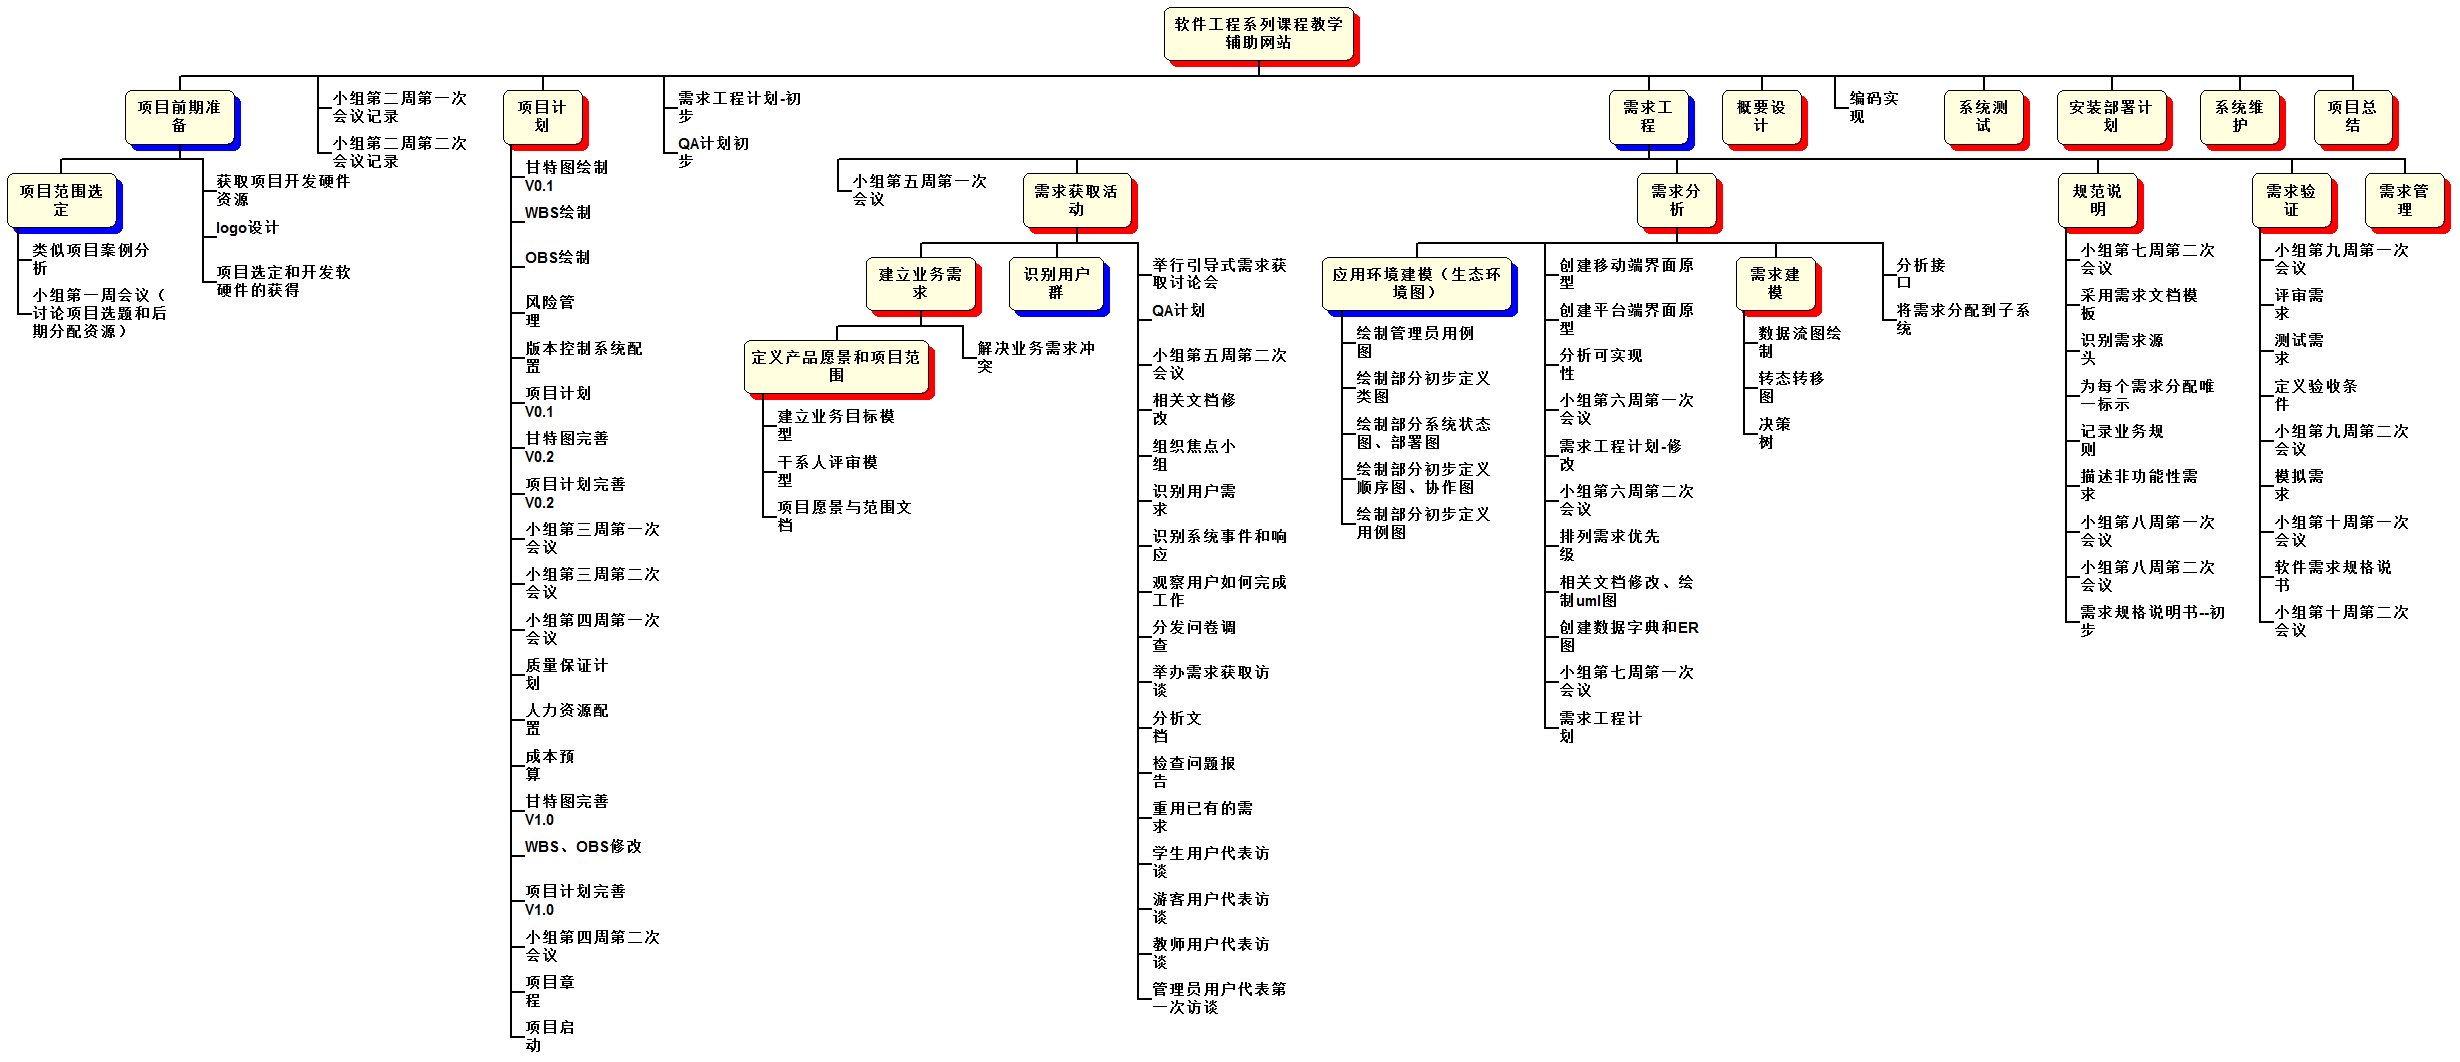 软件工程系列课程教学
辅助网站
项目前期准
备
小组第二周第一次
会议记录
小组第二周第二次
会议记录
项目计
划
需求工程计划-初
步
QA计划初
步
需求工
程
概要设
计
编码实
现
系统测
试
安装部署计
划
系统维
护
项目总
结
项目范围选
定
类似项目案例分
析
小组第一周会议（
讨论项目选题和后
期分配资源）
获取项目开发硬件
资源
logo设计
项目选定和开发软
硬件的获得
甘特图绘制
V0.1
WBS绘制
OBS绘制
风险管
理
版本控制系统配
置
项目计划
V0.1
甘特图完善
V0.2
项目计划完善
V0.2
小组第三周第一次
会议
小组第三周第二次
会议
小组第四周第一次
会议
质量保证计
划
人力资源配
置
成本预
算
甘特图完善
V1.0
WBS、OBS修改
项目计划完善
V1.0
小组第四周第二次
会议
项目章
程
项目启
动
小组第五周第一次
会议
需求获取活
动
建立业务需
求
定义产品愿景和项目范
围
建立业务目标模
型
干系人评审模
型
项目愿景与范围文
档
解决业务需求冲
突
识别用户
群
举行引导式需求获
取讨论会
QA计划
小组第五周第二次
会议
相关文档修
改
组织焦点小
组
识别用户需
求
识别系统事件和响
应
观察用户如何完成
工作
分发问卷调
查
举办需求获取访
谈
分析文
档
检查问题报
告
重用已有的需
求
学生用户代表访
谈
游客用户代表访
谈
教师用户代表访
谈
管理员用户代表第
一次访谈
需求分
析
应用环境建模（生态环
境图）
绘制管理员用例
图
绘制部分初步定义
类图
绘制部分系统状态
图、部署图
绘制部分初步定义
顺序图、协作图
绘制部分初步定义
用例图
创建移动端界面原
型
创建平台端界面原
型
分析可实现
性
小组第六周第一次
会议
需求工程计划-修
改
小组第六周第二次
会议
排列需求优先
级
相关文档修改、绘
制uml图
创建数据字典和ER
图
小组第七周第一次
会议
需求工程计
划
需求建
模
数据流图绘
制
转态转移
图
决策
树
分析接
口
将需求分配到子系
统
规范说
明
小组第七周第二次
会议
采用需求文档模
板
识别需求源
头
为每个需求分配唯
一标示
记录业务规
则
描述非功能性需
求
小组第八周第一次
会议
小组第八周第二次
会议
需求规格说明书--初
步
需求验
证
小组第九周第一次
会议
评审需
求
测试需
求
定义验收条
件
小组第九周第二次
会议
模拟需
求
小组第十周第一次
会议
软件需求规格说
书
小组第十周第二次
会议
需求管
理